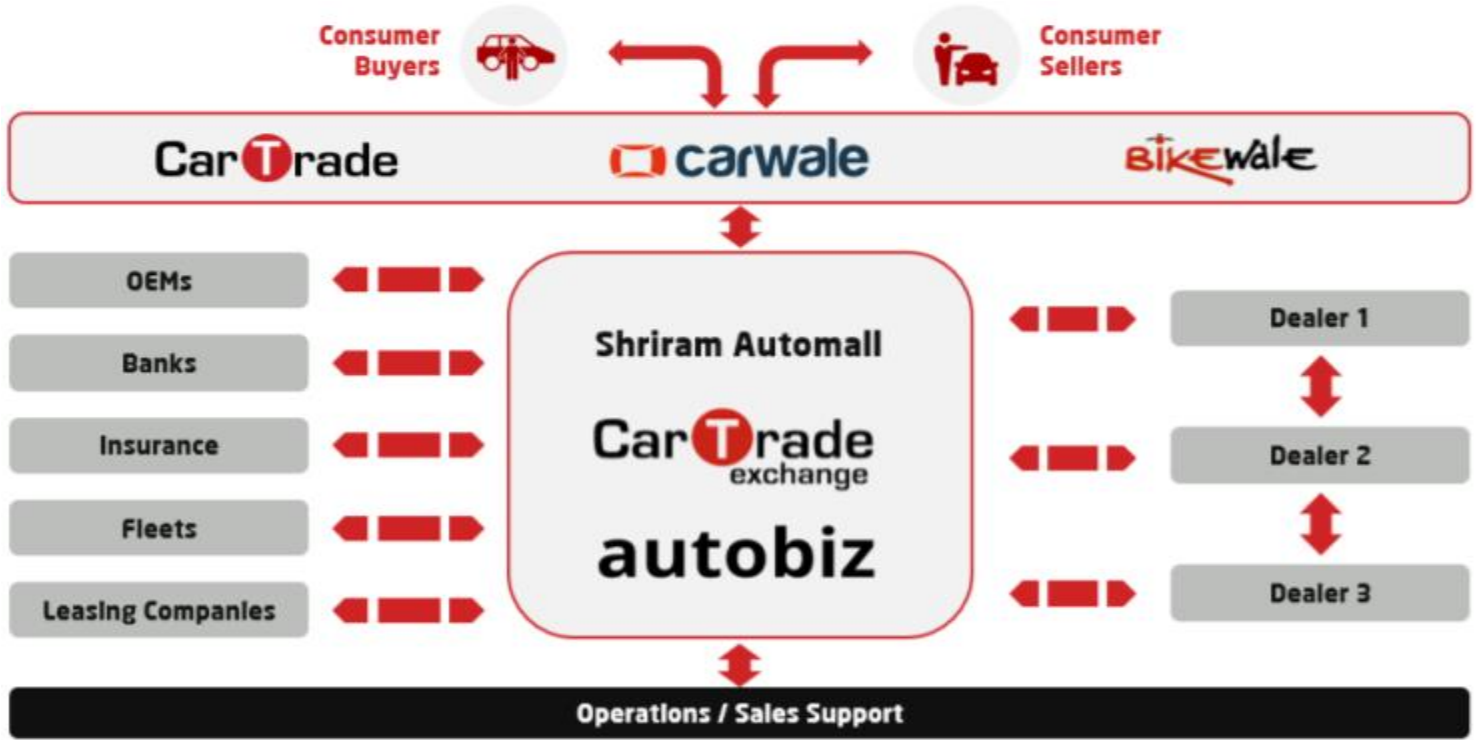 Consumer
Buyers
Consumer
Sellers
CarTrade
carwale
BIKEWale
OEMs
Banks
Insurance
Fleets
Leasing Companies
Shriram Automall
CarTrade
exchange
autobiz
Dealer 1
Dealer 2
Dealer 3
Operations / Sales Support